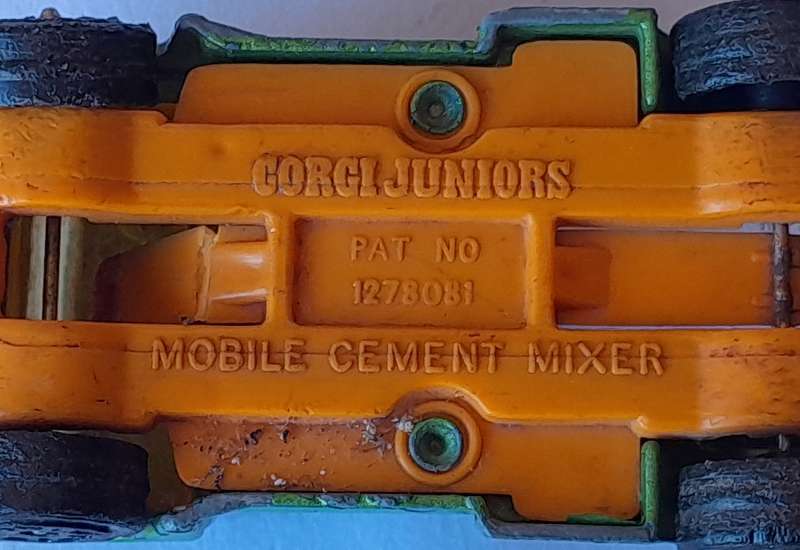 CORGI JUNIORS
PAT NO
1278081
MOBILE CEMENT MIXER